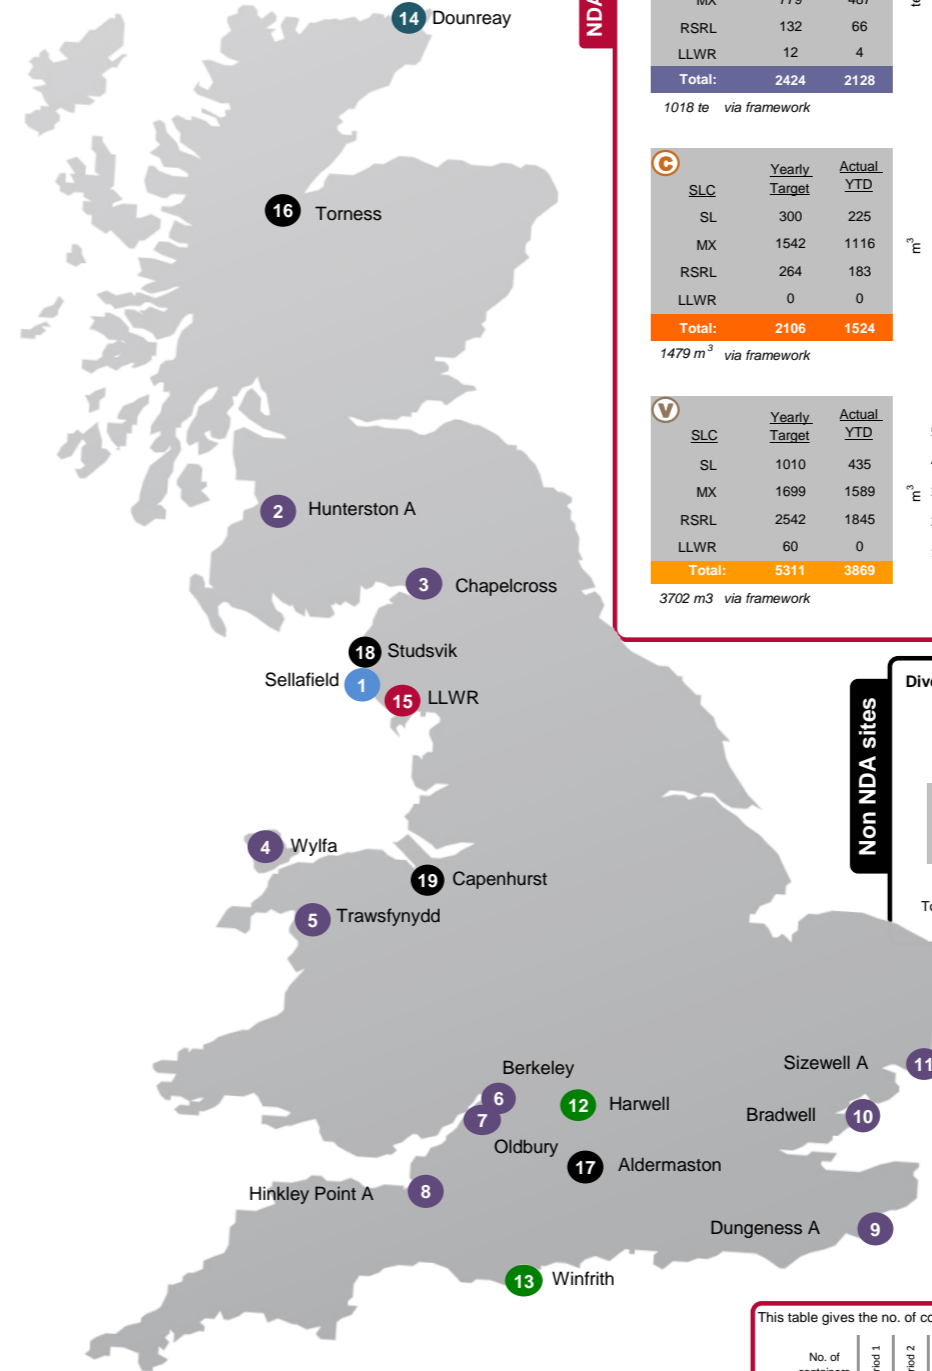 14 Dounreay
NDA
MX 779 487
RSRL 132 66
LLWR 12 4
Total: 2424 2128
1018 te via framework
C
SLC Yearly Target Actual YTD
SL 300 225
MX 1542 1116
RSRL 264 183
LLWR 0 0
Total: 2106 1524
1479 m³ via framework
m³
16 Torness
V
SLC Yearly Target Actual YTD
SL 1010 435
MX 1699 1589
RSRL 2542 1845
LLWR 60 0
Total: 5311 3869
3702 m3 via framework
m³
2 Hunterston A
3 Chapelcross
18 Studsvik
Sellafield 1
15 LLWR
Non NDA sites
4 Wylfa
19 Capenhurst
5 Trawsfynydd
Sizewell A 11
Berkeley
6
7
Oldbury
12 Harwell
Bradwell 10
17 Aldermaston
Hinkley Point A 8
Dungeness A 9
13 Winfrith
This table gives the no. of
No. of